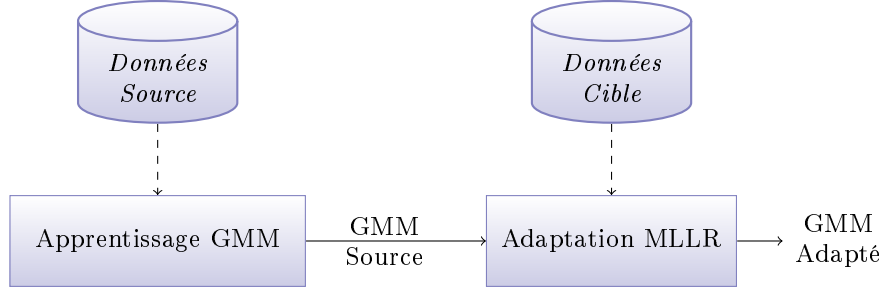 Données
Source
Données
Cible
Apprentissage GMM
GMM
Source
Adaptation MLLR
GMM
Adapté